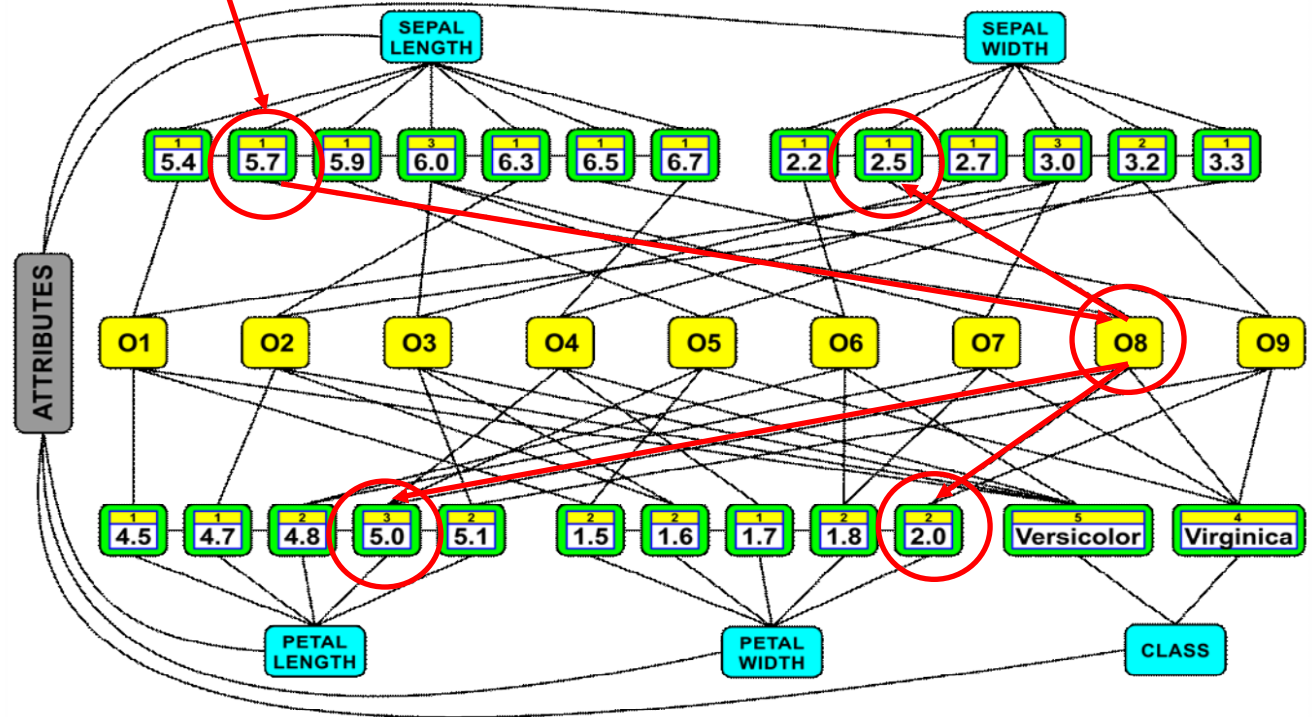 SEPAL
LENGTH
SEPAL
WIDTH
1 1 1 3 1 1 1
5.4 5.7 5.9 6.0 6.3 6.5 6.7
1 1 1 3 2 1
2.2 2.5 2.7 3.0 3.2 3.3
ATTRIBUTES
O1 O2 O3 O4 O5 O6 O7 O8 O9
1 1 2 3 2
4.5 4.7 4.8 5.0 5.1
2 2 1 2 2
1.5 1.6 1.7 1.8 2.0
5 4
Versicolor Virginica
PETAL
LENGTH
PETAL
WIDTH
CLASS